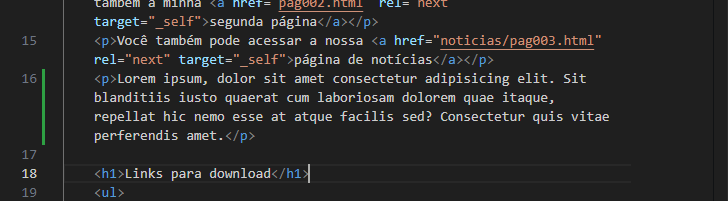 também a minha <a href="pag002.html" rel="next"
target="_self">segunda página</a></p>
15 <p>Você também pode acessar a nossa <a href="noticias/pag003.html"
rel="next" target="_self">página de notícias</a></p>
16 <p>Lorem ipsum, dolor sit amet consectetur adipisicing elit. Sit
blanditiis iusto quaerat cum laboriosam dolorem quae itaque,
repellat hic nemo esse at atque facilis sed? Consectetur quis vitae
perferendis amet.</p>
17
18 <h1>Links para download</h1>
19 <ul>